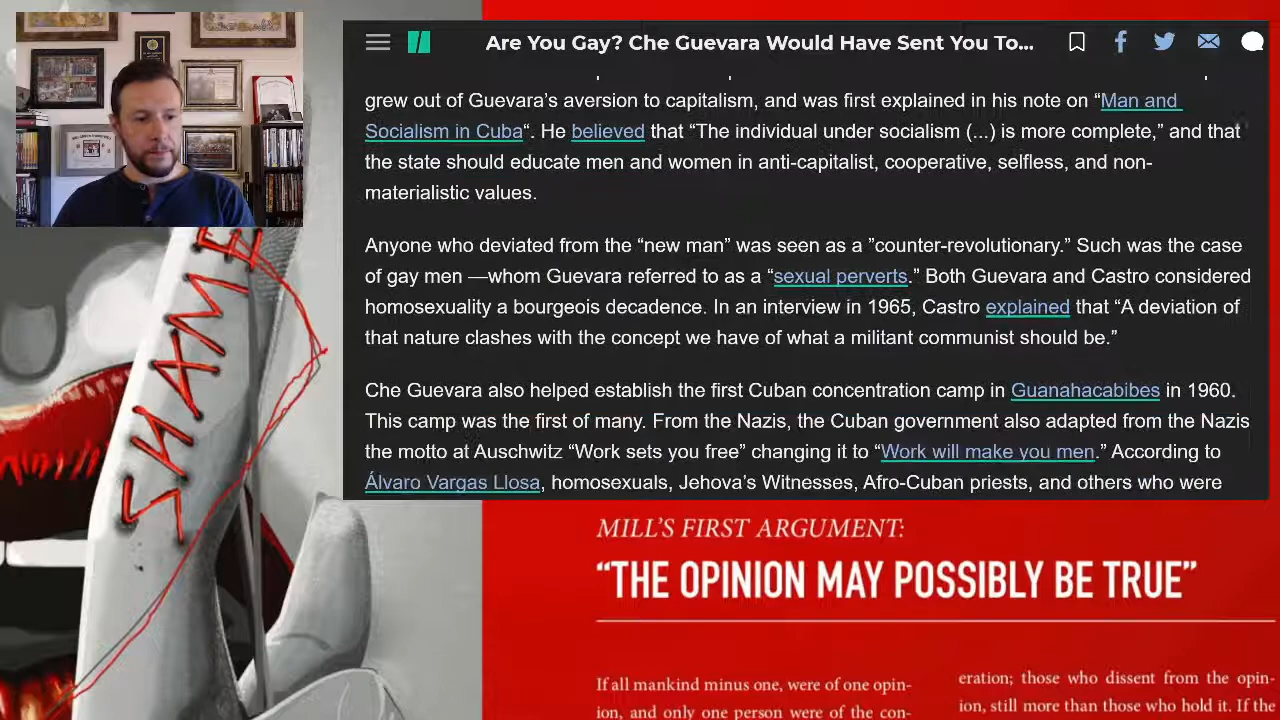 Are You Gay? Che Guevara Would Have Sent You To...
grew out of Guevara’s aversion to capitalism, and was first explained in his note on “Man and
Socialism in Cuba“. He believed that “The individual under socialism (...) is more complete,” and that
the state should educate men and women in anti-capitalist, cooperative, selfless, and non-
materialistic values.
Anyone who deviated from the “new man” was seen as a ”counter-revolutionary.” Such was the case
of gay men —whom Guevara referred to as a “sexual perverts.” Both Guevara and Castro considered
homosexuality a bourgeois decadence. In an interview in 1965, Castro explained that “A deviation of
that nature clashes with the concept we have of what a militant communist should be.”
Che Guevara also helped establish the first Cuban concentration camp in Guanahacabibes in 1960.
This camp was the first of many. From the Nazis, the Cuban government also adapted from the Nazis
the motto at Auschwitz “Work sets you free” changing it to “Work will make you men.” According to
Álvaro Vargas Llosa, homosexuals, Jehova’s Witnesses, Afro-Cuban priests, and others who were
SHAME
MILL’S FIRST ARGUMENT:
“THE OPINION MAY POSSIBLY BE TRUE”
If all mankind minus one, were of one opin-
ion, and only one person were of the con-
eration; those who dissent from the opin-
ion, still more than those who hold it. If the